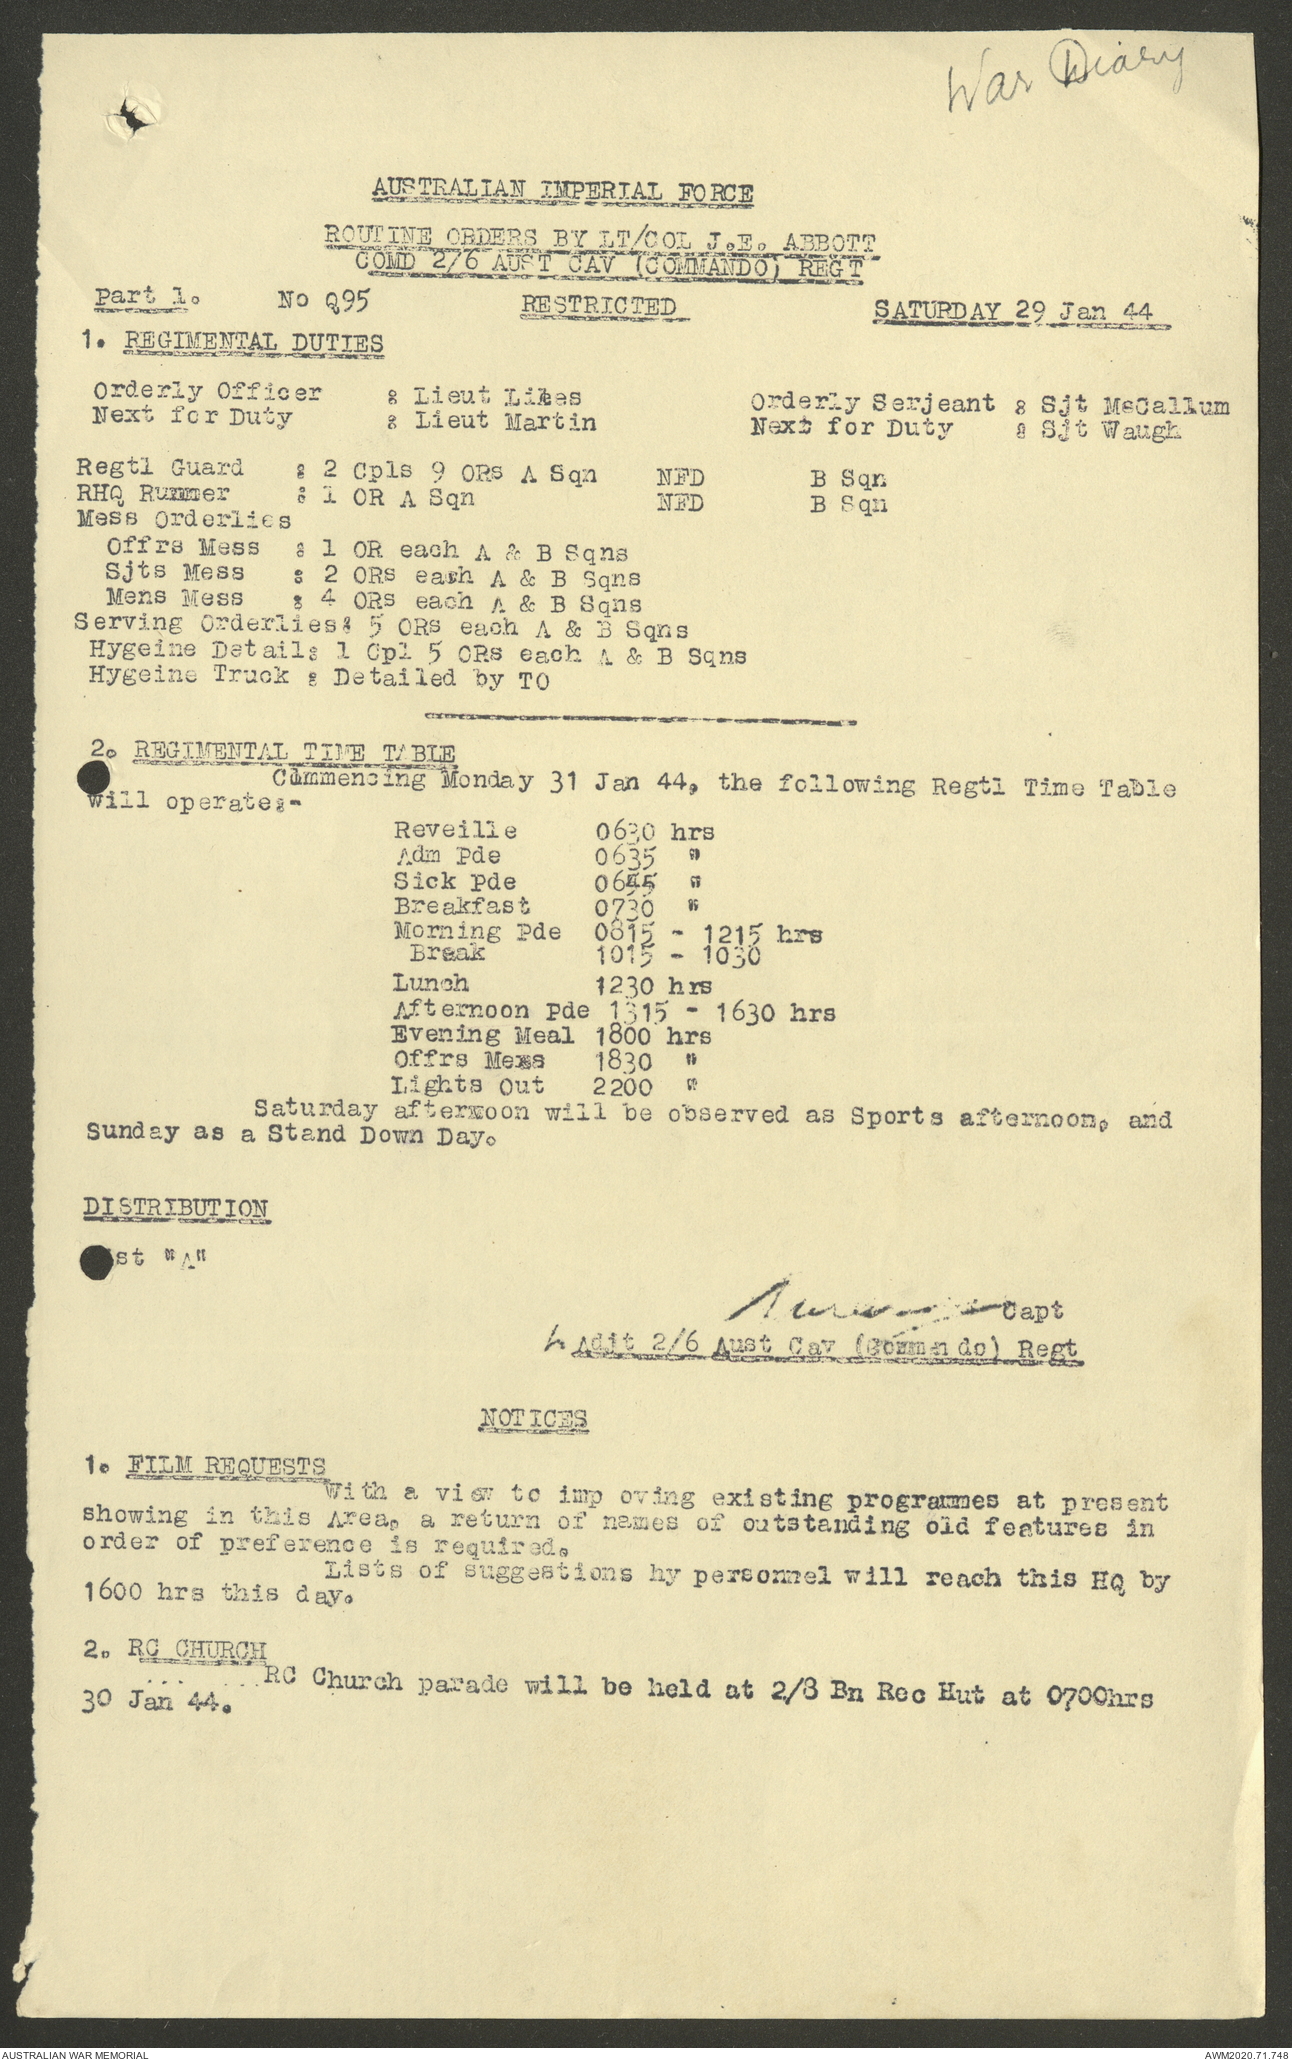 War Diary
AUSTRALIAN IMPERIAL FORCE
ROUTINE ORDERS BY LT/COL J.E. ABBOTT
COMD 2/6 AUST CAV (COMMANDO) REGT
Part 1. No Q95 RESTRICTED SATURDAY 29 Jan 44
1. REGIMENTAL DUTIES
Orderly Officer : Lieut Likes Orderly Serjeant : Sjt McCallum
Next for Duty : Lieut Martin Next for Duty : Sjt Waugh
Regtl Guard : 2 Cpls 9 ORs A Sqn NFD B Sqn
RHQ Runner : 1 OR A Sqn NFD B Sqn
Mess Orderlies
Offrs Mess : 1 OR each A & B Sqns
Sjts Mess : 2 ORs each A & B Sqns
Mens Mess : 4 ORs each A & B Sqns
Serving Orderlies: 5 ORs each A & B Sqns
Hygeine Detail: 1 Cpl 5 ORs each A & B Sqns
Hygeine Truck : Detailed by TO
2. REGIMENTAL TIME TABLE
Commencing Monday 31 Jan 44, the following Regtl Time Table
will operate:-
Reveille 0630 hrs
Adm Pde 0635 "
Sick Pde "
Breakfast 0730 "
Morning Pde 0815 - 1215 hrs
Break 1015 - 1030
Lunch 1230 hrs
Afternoon Pde 1315 - 1630 hrs
Evening Meal 1800 hrs
Offrs Mess 1830 "
Lights Out 2200 "
Saturday afternoon will be observed as Sports afternoon, and
Sunday as a Stand Down Day.
DISTRIBUTION
st "A"
Capt
Adjt 2/6 Aust Cav (Commando) Regt
NOTICES
1. FILM REQUESTS
With a view to imp oving existing programmes at present
showing in this Area, a return of names of outstanding old features in
order of preference is required.
Lists of suggestions by personnel will reach this HQ by
1600 hrs this day.
2. RC CHURCH
RC Church parade will be held at 2/8 Bn Rec Hut at 0700hrs
30 Jan 44.
AUSTRALIAN WAR MEMORIAL AWM2020.71.748